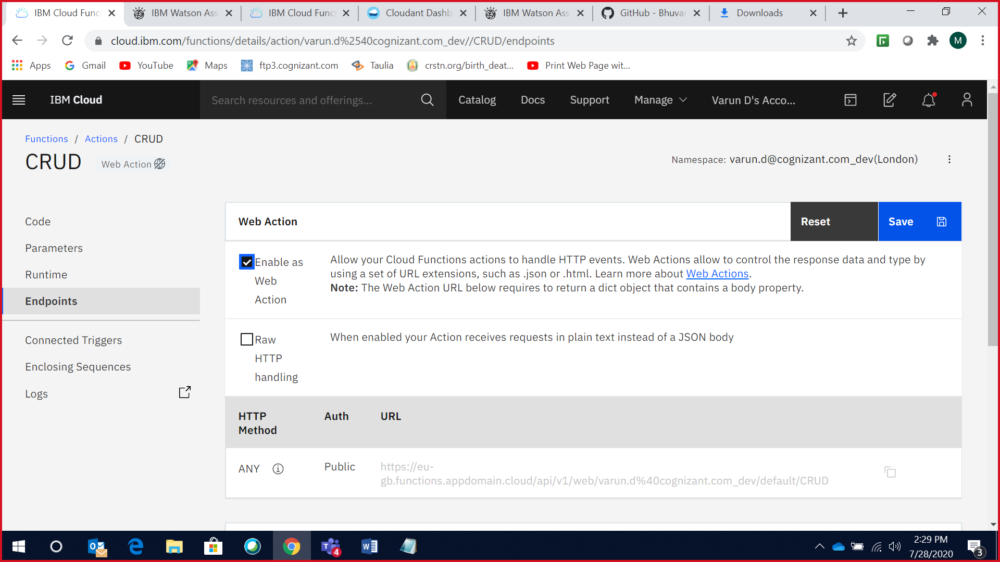 IBM Cloud Funct
IBM Watson Ass
IBM Cloud Funct
Cloudant Dashb
IBM Watson Ass
GitHub - Bhuvan
Downloads
cloud.ibm.com/functions/details/action/varun.d%2540cognizant.com_dev//CRUD/endpoints
M
Apps
Gmail
YouTube
Maps
ftp3.cognizant.com
Taulia
crstn.org/birth_deat...
Print Web Page wit...
IBM Cloud
Search resources and offerings...
Catalog
Docs
Support
Manage
Varun D's Acco...
Functions / Actions / CRUD
CRUD
Web Action
Namespace: varun.d@cognizant.com_dev(London)
Code
Parameters
Runtime
Endpoints
Connected Triggers
Enclosing Sequences
Logs
Web Action
Reset
Save
Enable as
Web
Action
Allow your Cloud Functions actions to handle HTTP events. Web Actions allow to control the response data and type by
using a set of URL extensions, such as .json or .html. Learn more about Web Actions.
Note: The Web Action URL below requires to return a dict object that contains a body property.
Raw
HTTP
handling
When enabled your Action receives requests in plain text instead of a JSON body
HTTP
Method
Auth
URL
ANY
Public
https://eu-
gb.functions.appdomain.cloud/api/v1/web/varun.d%40cognizant.com_dev/default/CRUD
4
2:29 PM
7/28/2020
3